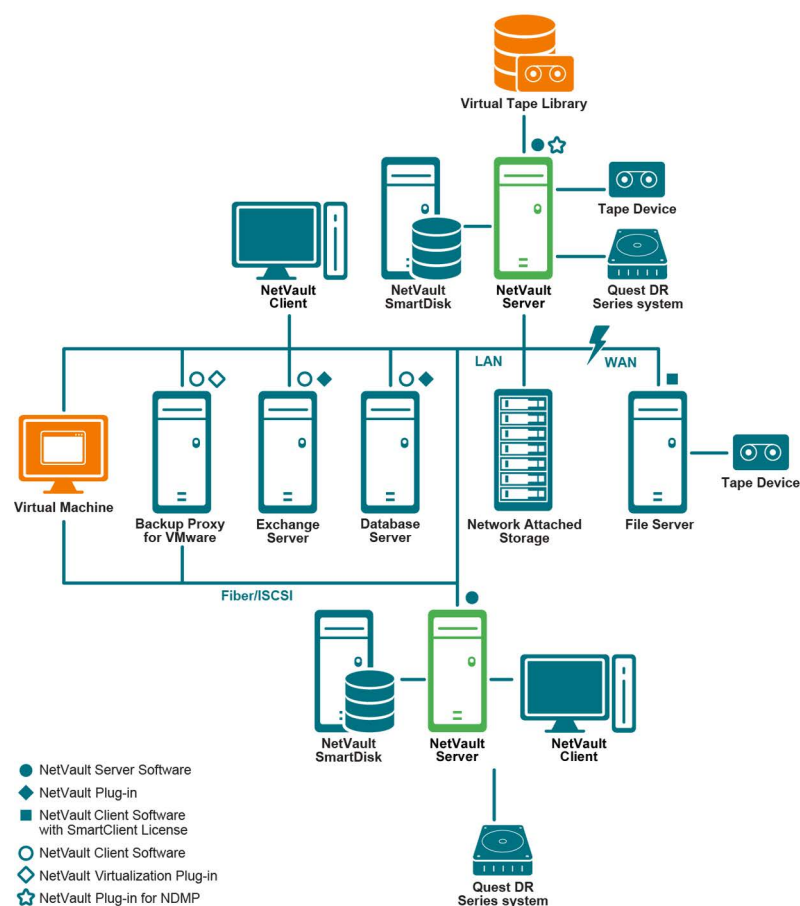 Virtual Tape Library
Tape Device
NetVault
Client
NetVault
SmartDisk
NetVault
Server
Quest DR
Series system
LAN
WAN
Virtual Machine
Backup Proxy
for VMware
Exchange
Server
Database
Server
Network Attached
Storage
File Server
Tape Device
Fiber/ISCSI
NetVault
SmartDisk
NetVault
Server
NetVault
Client
NetVault Server Software
NetVault Plug-in
NetVault Client Software
with SmartClient License
NetVault Client Software
NetVault Virtualization Plug-in
NetVault Plug-in for NDMP
Quest DR
Series system